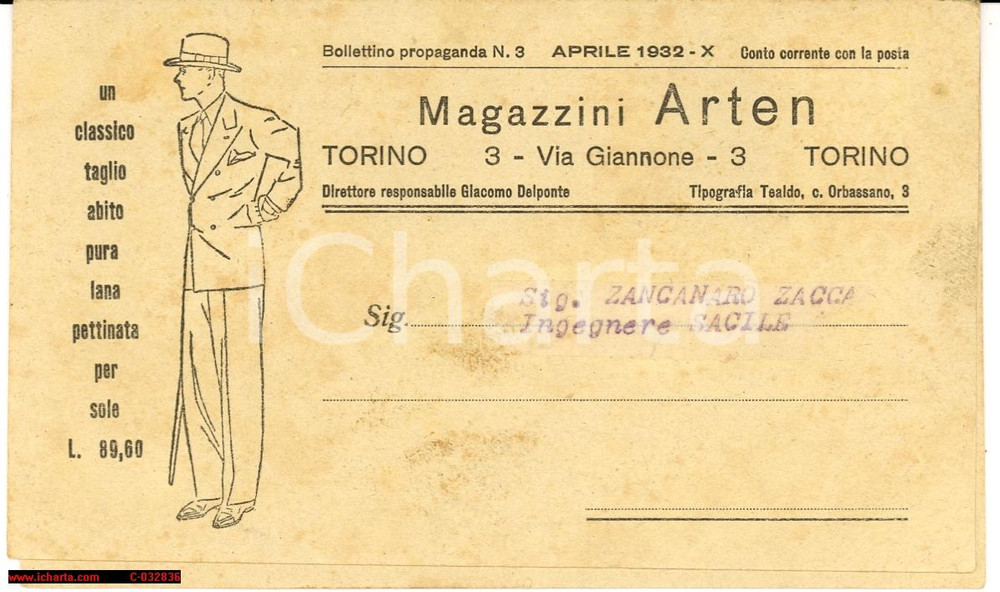 un
classico
taglio
abito
pura
lana
pettinata
per
sole
L. 89,60
Bollettino propaganda N. 3 APRILE 1932 - X Conto corrente con la posta
Magazzini Arten
TORINO 3 - Via Giannone - 3 TORINO
Direttore responsabile Giacomo Delponte Tipografia Tealdo, c. Orbassano, 3
iCharta
Sig. ZANCANARO ZACCA
Sig. Ingegnere SACILE
www.icharta.com C-032836